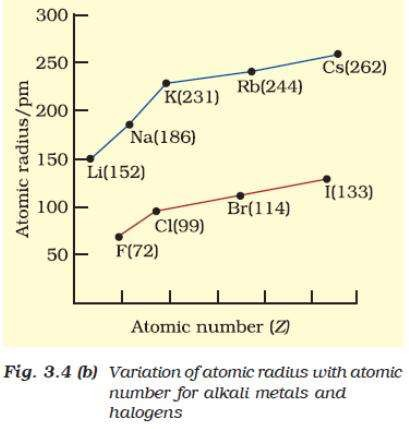 300
250
200
150
100
50
Atomic radius/pm
Li(152)
Na(186)
K(231)
Rb(244)
Cs(262)
F(72)
Cl(99)
Br(114)
I(133)
Atomic number (Z)
Fig. 3.4 (b) Variation of atomic radius with atomic
number for alkali metals and
halogens